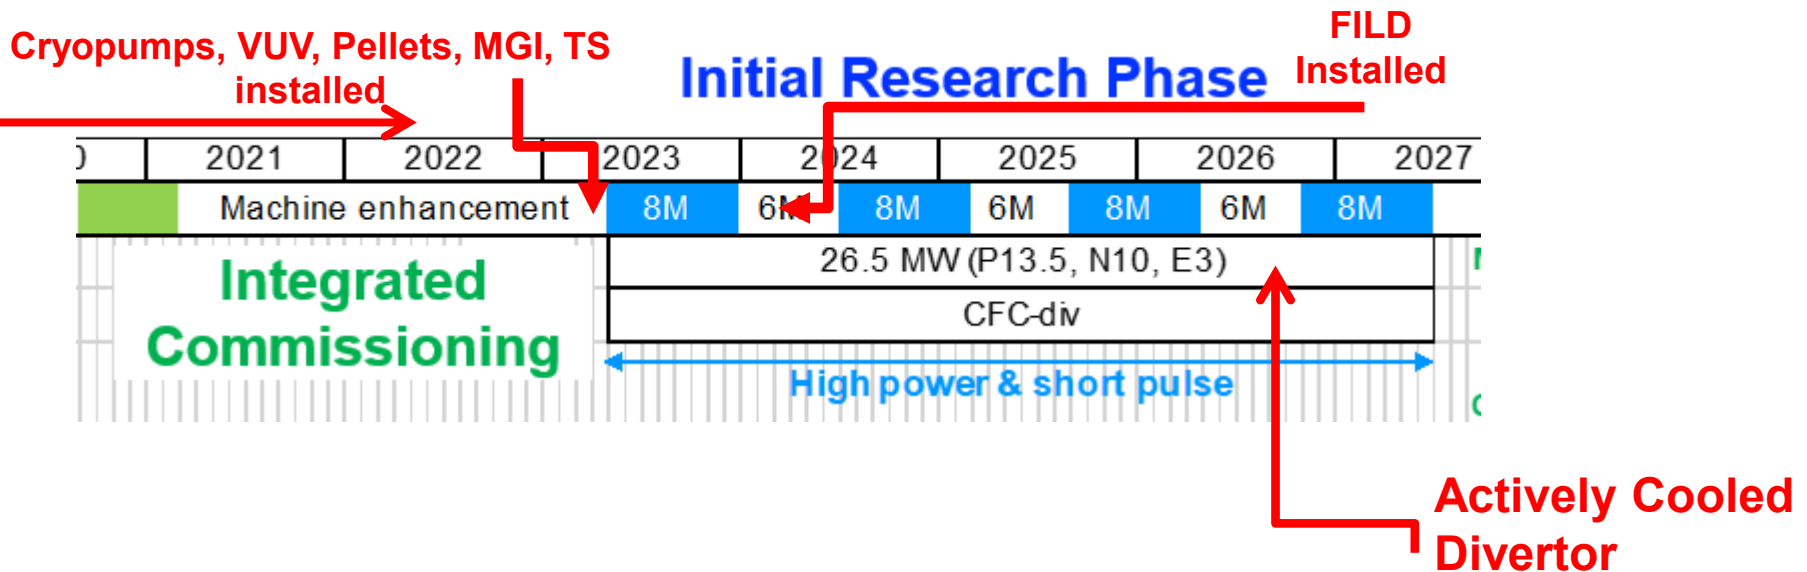 Cryopumps, VUV, Pellets, MGI, TS
installed
Initial Research Phase
FILD
Installed
2021 2022 2023 2024 2025 2026 2027
Machine enhancement 8M 6M 8M 6M 8M 6M 8M
26.5 MW (P13.5, N10, E3)
CFC-div
Integrated
Commissioning
High power & short pulse
Actively Cooled
Divertor